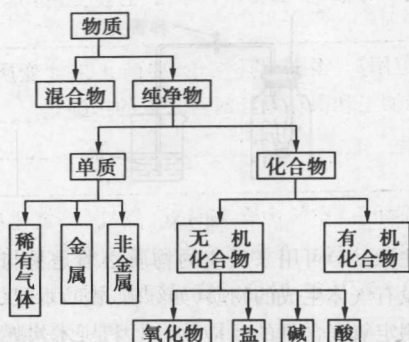 物质
混合物 纯净物
单质 化合物
稀有气体 金属 非金属 无机化合物 有机化合物
氧化物 盐 碱 酸